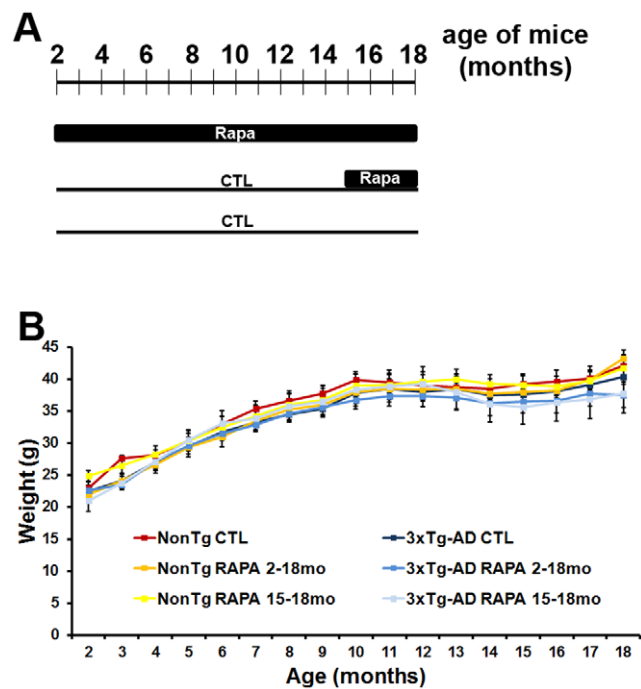 A
2 4 6 8 10 12 14 16 18 age of mice
(months)
Rapa
CTL Rapa
CTL
B
45
40
35
30
25
20
15
10
5
0
Weight (g)
NonTg CTL 3xTg-AD CTL
NonTg RAPA 2-18mo 3xTg-AD RAPA 2-18mo
NonTg RAPA 15-18mo 3xTg-AD RAPA 15-18mo
2 3 4 5 6 7 8 9 10 11 12 13 14 15 16 17 18
Age (months)